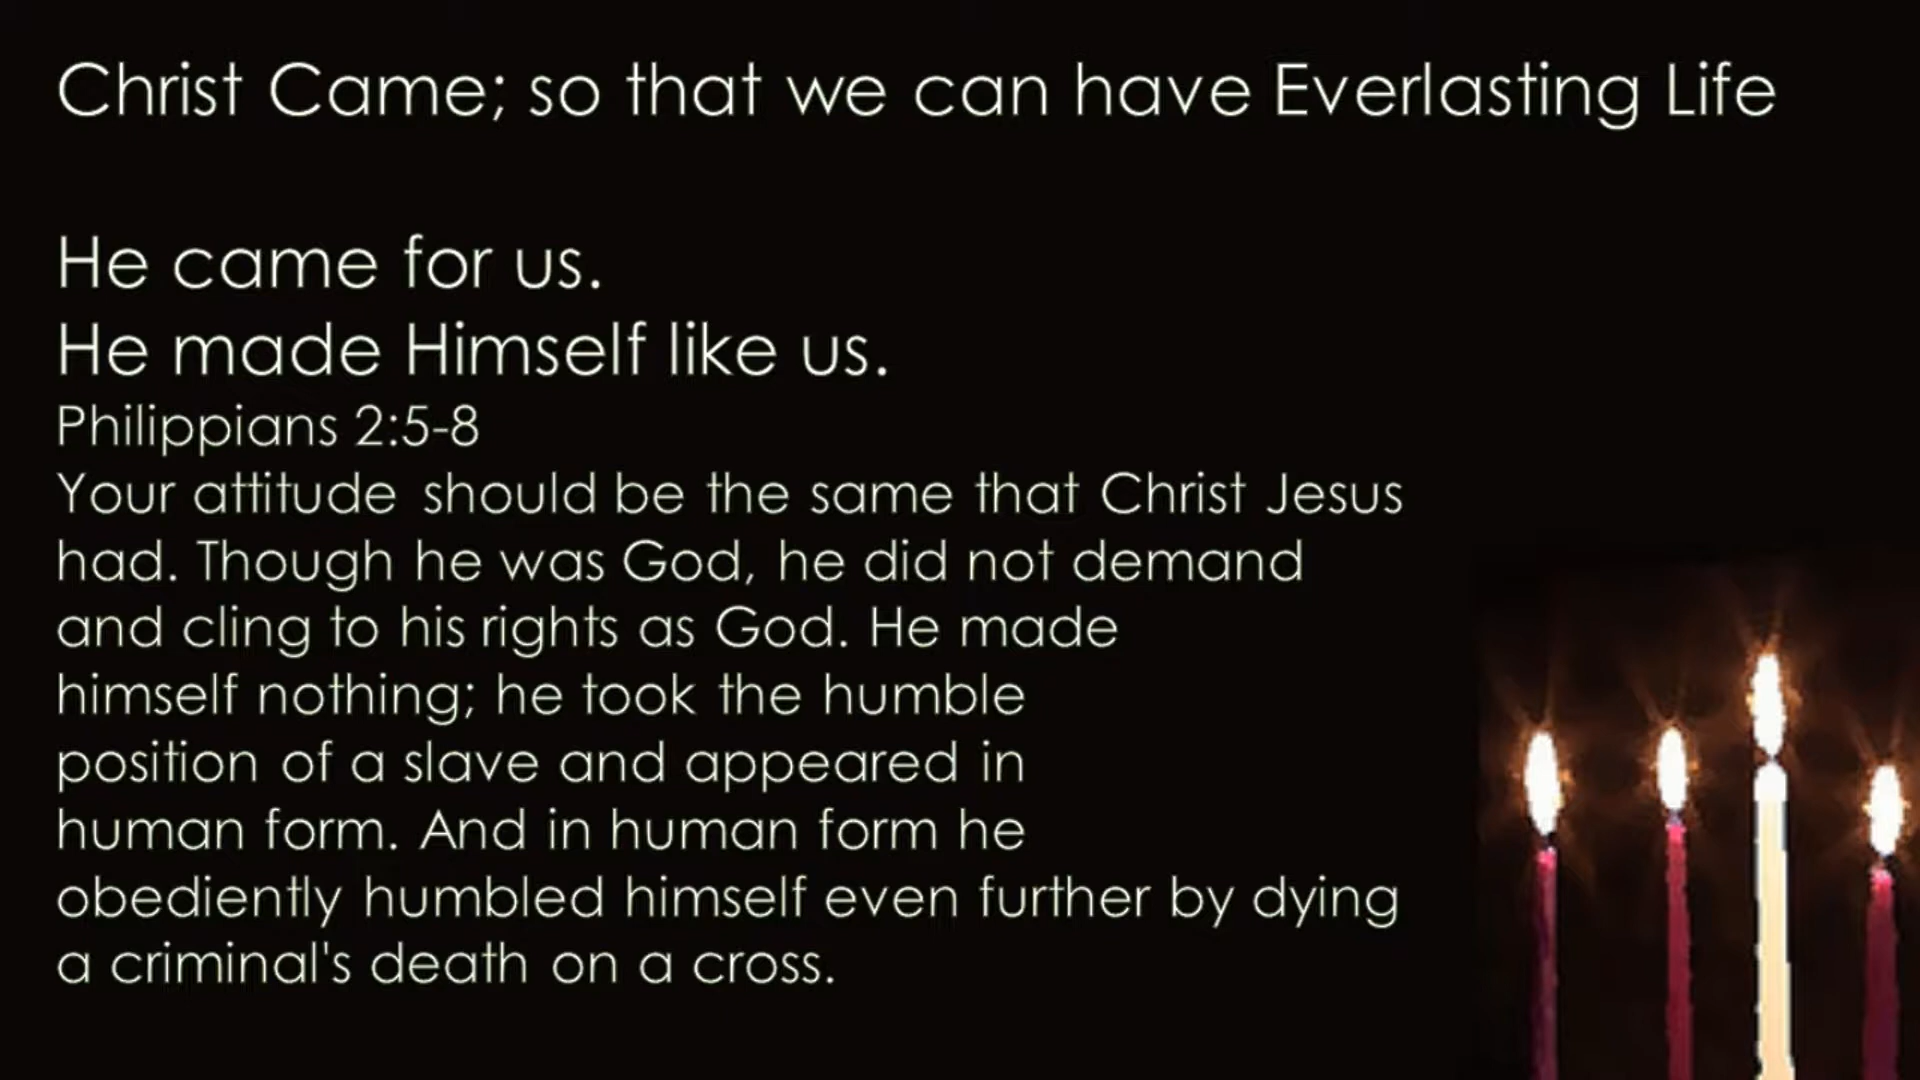 Christ Came; so that we can have Everlasting Life
He came for us.
He made Himself like us.
Philippians 2:5-8
Your attitude should be the same that Christ Jesus
had. Though he was God, he did not demand
and cling to his rights as God. He made
himself nothing; he took the humble
position of a slave and appeared in
human form. And in human form he
obediently humbled himself even further by dying
a criminal's death on a cross.